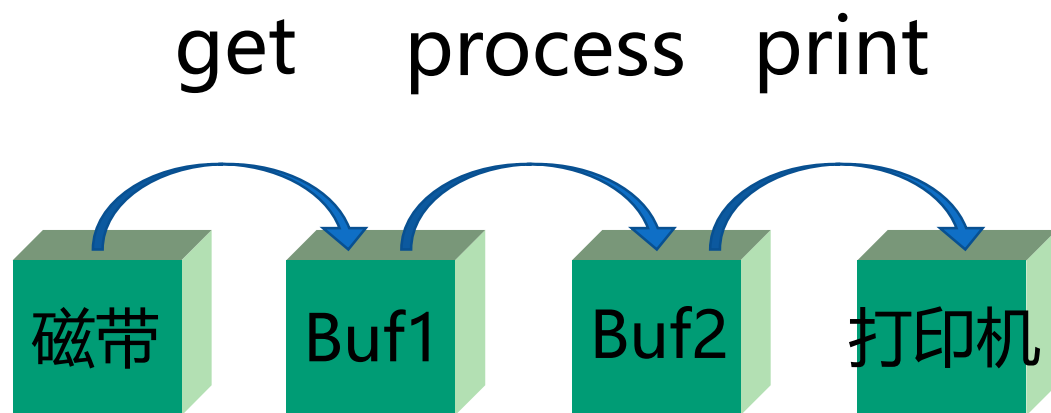 get process print
磁带 Buf1 Buf2 打印机